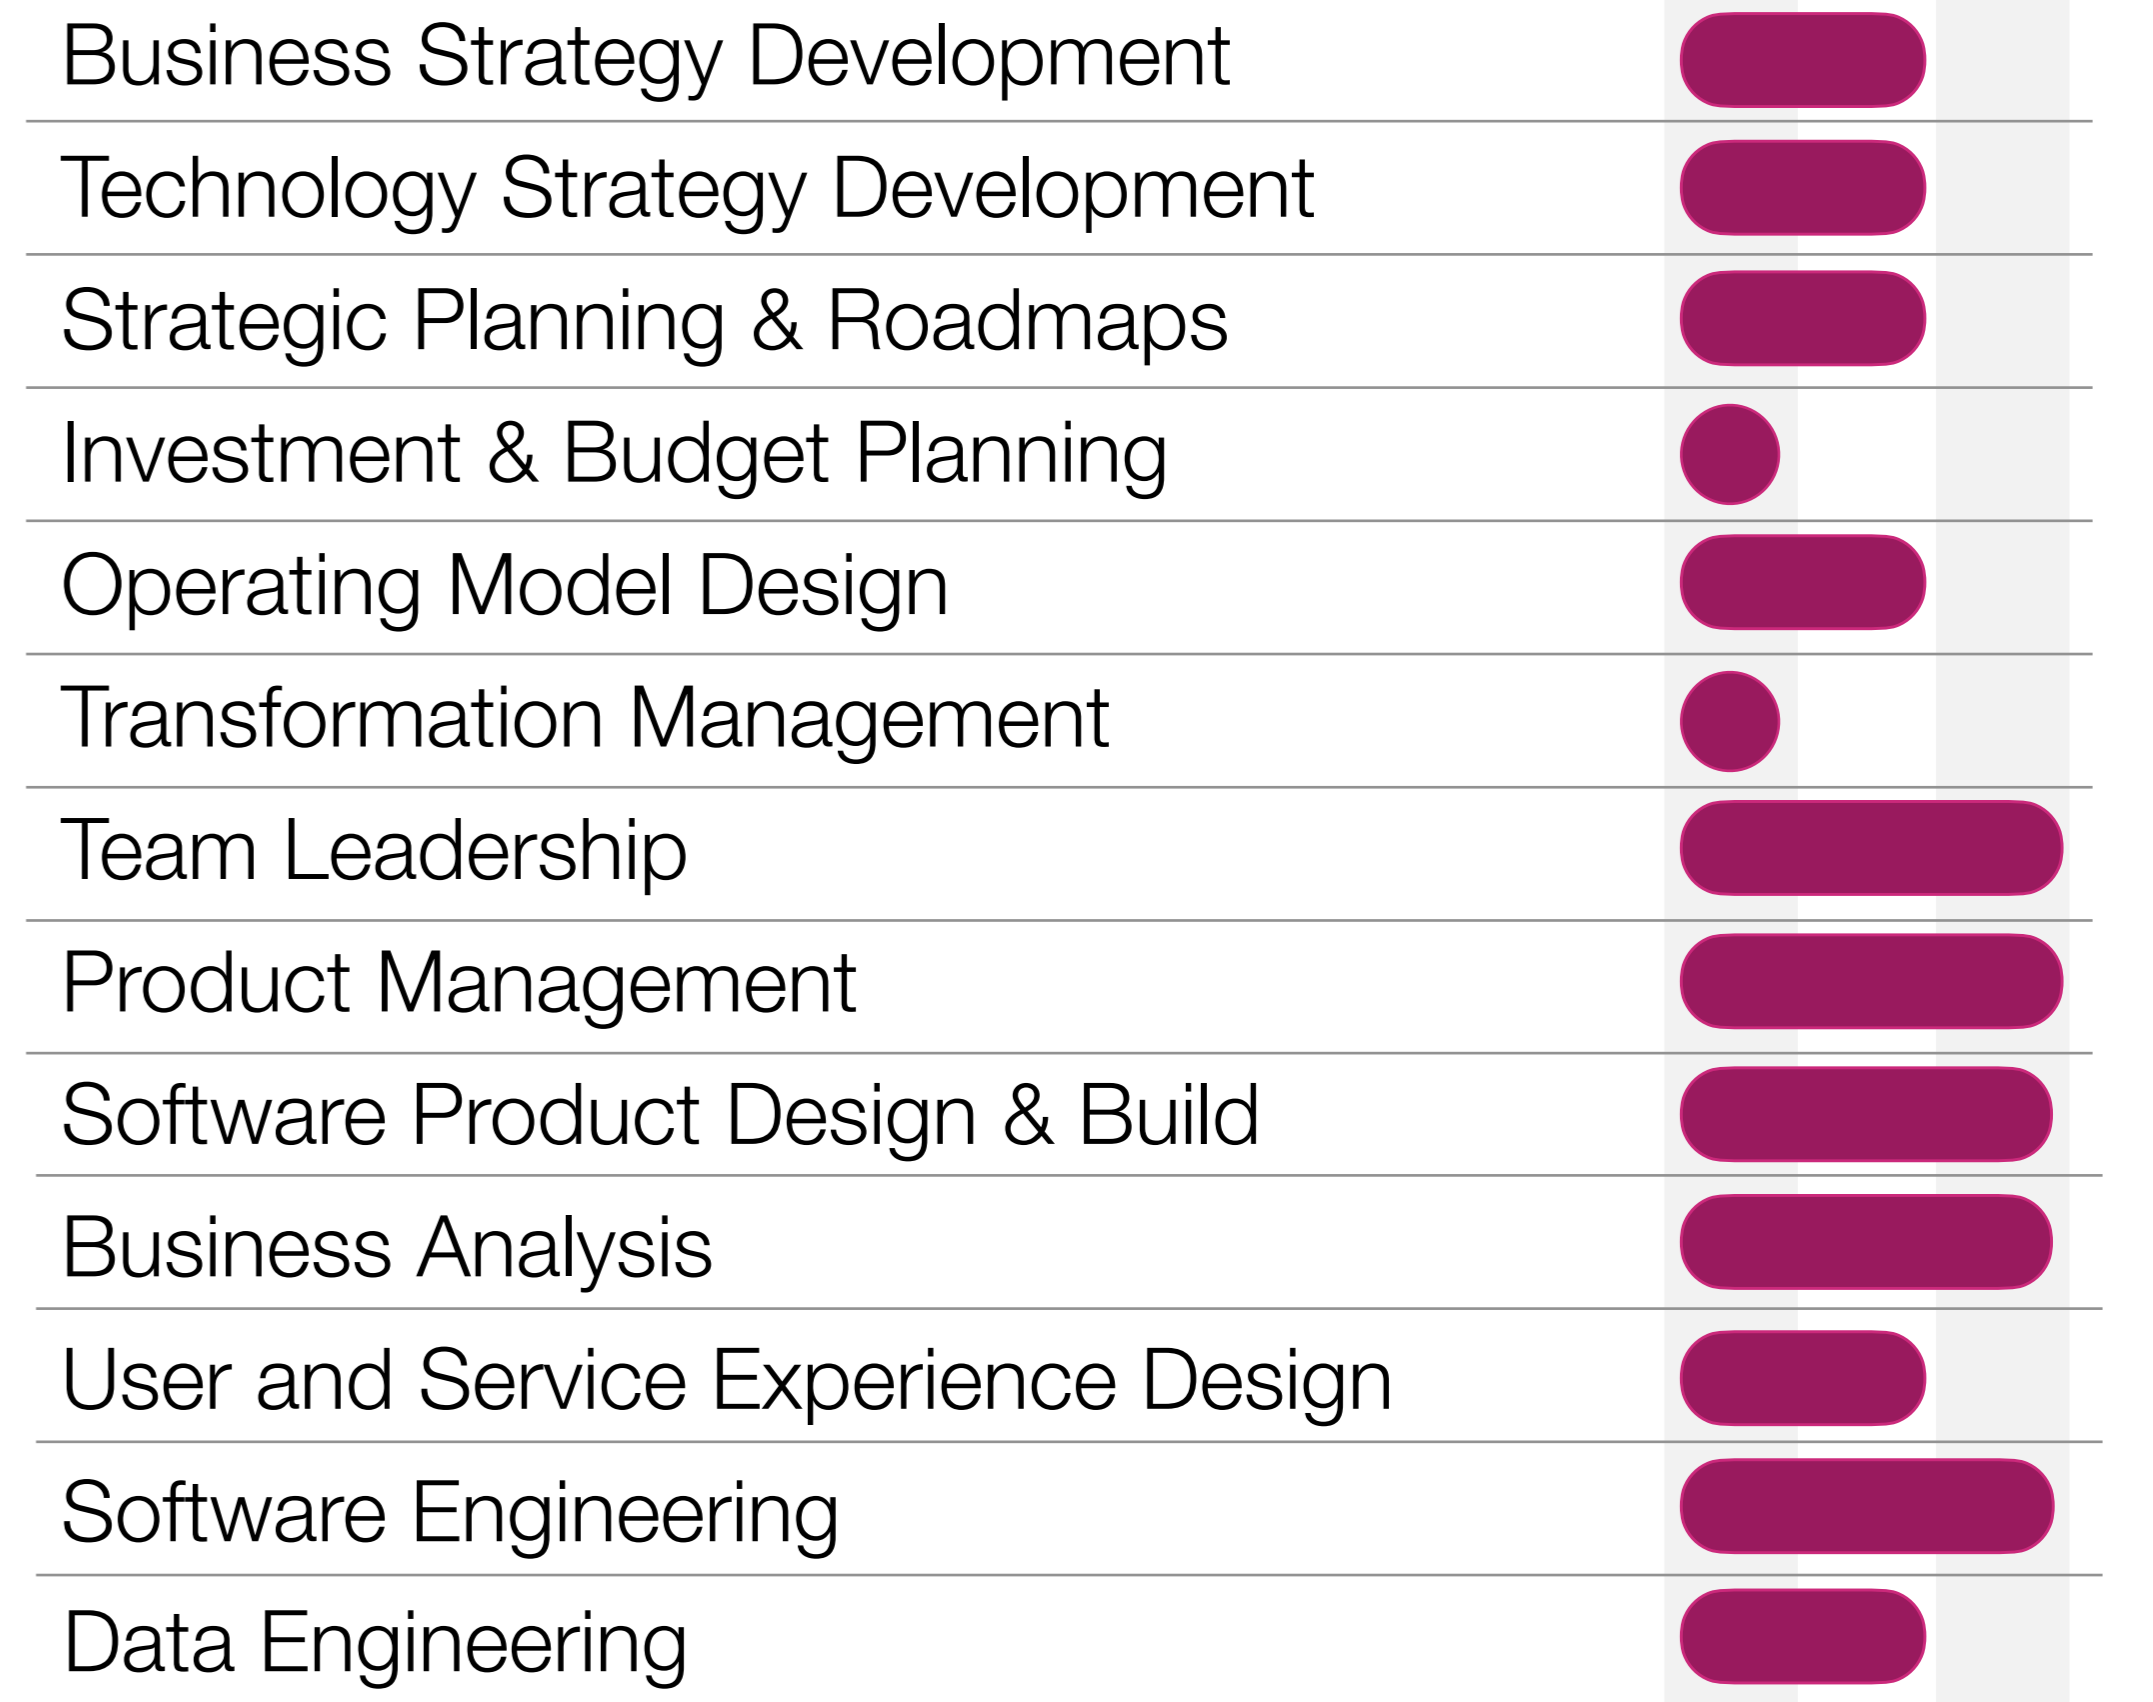 Business Strategy Development
Technology Strategy Development
Strategic Planning & Roadmaps
Investment & Budget Planning
Operating Model Design
Transformation Management
Team Leadership
Product Management
Software Product Design & Build
Business Analysis
User and Service Experience Design
Software Engineering
Data Engineering